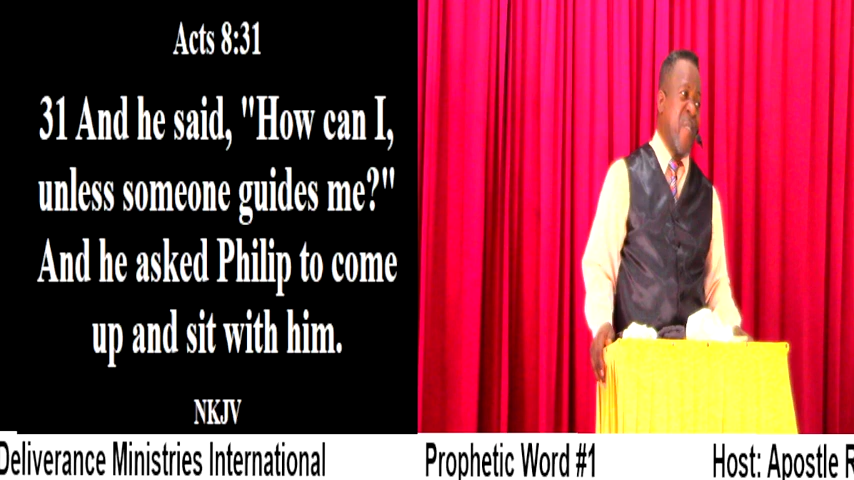 Acts 8:31
31 And he said, "How can I,
unless someone guides me?"
And he asked Philip to come
up and sit with him.
NKJV
Deliverance Ministries International Prophetic Word #1 Host: Apostle R